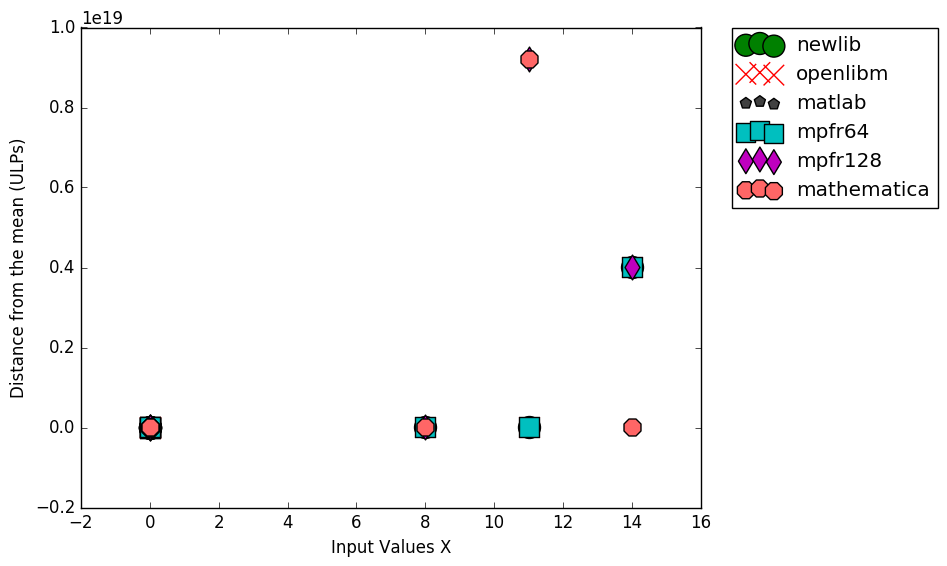 1e19
1.0
0.8
0.6
0.4
0.2
0.0
−0.2
Distance from the mean (ULPs)
−2 0 2 4 6 8 10 12 14 16
Input Values X
newlib
openlibm
matlab
mpfr64
mpfr128
mathematica